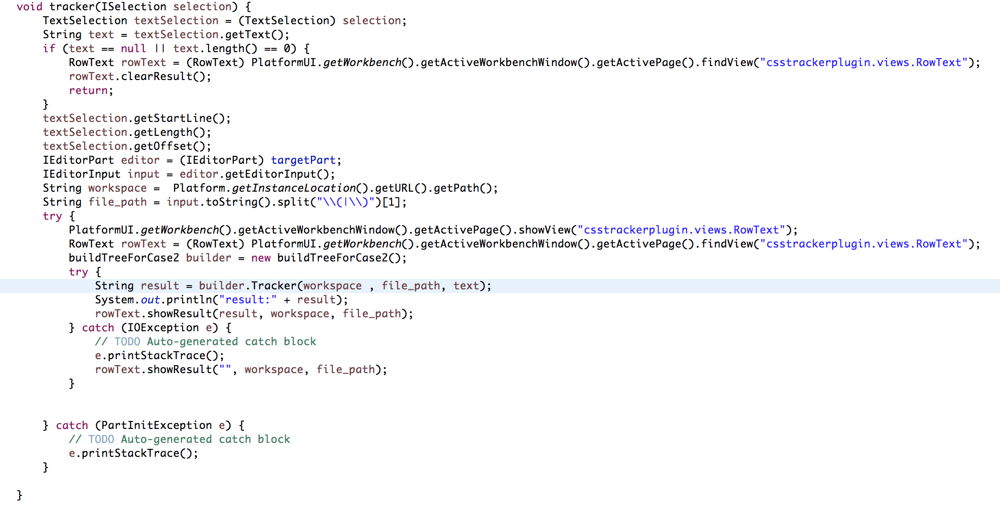 void tracker(ISelection selection) {
    TextSelection textSelection = (TextSelection) selection;
    String text = textSelection.getText();
    if (text == null || text.length() == 0) {
        RowText rowText = (RowText) PlatformUI.getWorkbench().getActiveWorkbenchWindow().getActivePage().findView("csstrackerplugin.views.RowText");
        rowText.clearResult();
        return;
    }
    textSelection.getStartLine();
    textSelection.getLength();
    textSelection.getOffset();
    IEditorPart editor = (IEditorPart) targetPart;
    IEditorInput input = editor.getEditorInput();
    String workspace =  Platform.getInstanceLocation().getURL().getPath();
    String file_path = input.toString().split("\\(|\\)")[1];
    try {
        PlatformUI.getWorkbench().getActiveWorkbenchWindow().getActivePage().showView("csstrackerplugin.views.RowText");
        RowText rowText = (RowText) PlatformUI.getWorkbench().getActiveWorkbenchWindow().getActivePage().findView("csstrackerplugin.views.RowText");
        buildTreeForCase2 builder = new buildTreeForCase2();
        try {
            String result = builder.Tracker(workspace , file_path, text);
            System.out.println("result:" + result);
            rowText.showResult(result, workspace, file_path);
        } catch (IOException e) {
            // TODO Auto-generated catch block
            e.printStackTrace();
            rowText.showResult("", workspace, file_path);
        }
    } catch (PartInitException e) {
        // TODO Auto-generated catch block
        e.printStackTrace();
    }
}